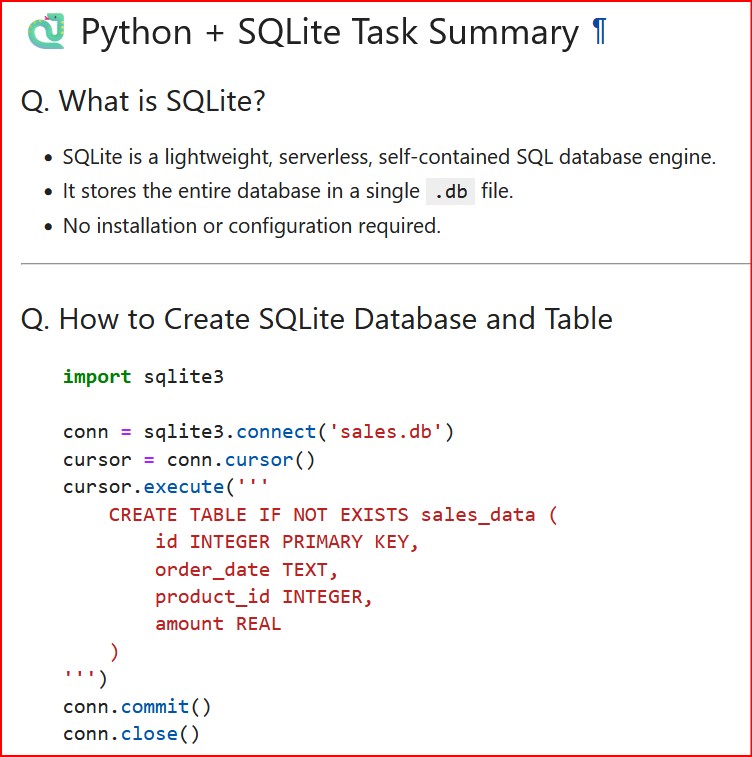 Python + SQLite Task Summary ¶
Q. What is SQLite?
• SQLite is a lightweight, serverless, self-contained SQL database engine.
• It stores the entire database in a single .db file.
• No installation or configuration required.
Q. How to Create SQLite Database and Table
import sqlite3
conn = sqlite3.connect('sales.db')
cursor = conn.cursor()
cursor.execute('''
    CREATE TABLE IF NOT EXISTS sales_data (
        id INTEGER PRIMARY KEY,
        order_date TEXT,
        product_id INTEGER,
        amount REAL
    )
''')
conn.commit()
conn.close()